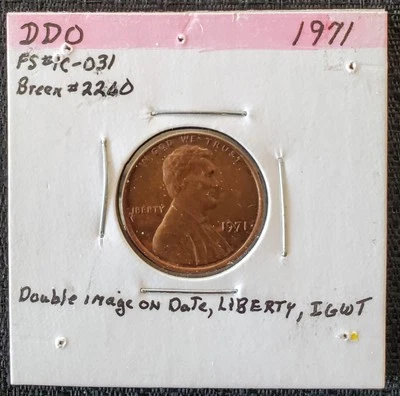 DDO 1971
FS#1C-031
Breen #2260
IN GOD WE TRUST
LIBERTY
1971
Double image on Date, LIBERTY, IGWT